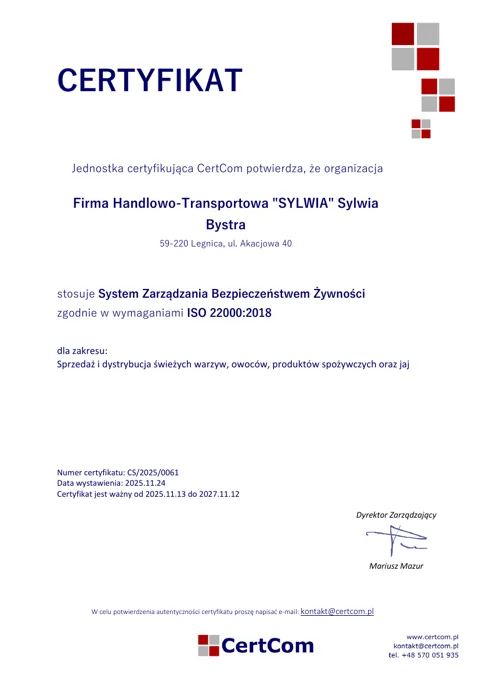 CERTYFIKAT
Jednostka certyfikująca CertCom potwierdza, że organizacja
Firma Handlowo-Transportowa "SYLWIA" Sylwia
Bystra
59-220 Legnica, ul. Akacjowa 40
stosuje System Zarządzania Bezpieczeństwem Żywności
zgodnie w wymaganiami ISO 22000:2018
dla zakresu:
Sprzedaż i dystrybucja świeżych warzyw, owoców, produktów spożywczych oraz jaj
Numer certyfikatu: CS/2025/0061
Data wystawienia: 2025.11.24
Certyfikat jest ważny od 2025.11.13 do 2027.11.12
Dyrektor Zarządzający
Mariusz Mazur
W celu potwierdzenia autentyczności certyfikatu proszę napisać e-mail: kontakt@certcom.pl
CertCom
www.certcom.pl
kontakt@certcom.pl
tel. +48 570 051 935